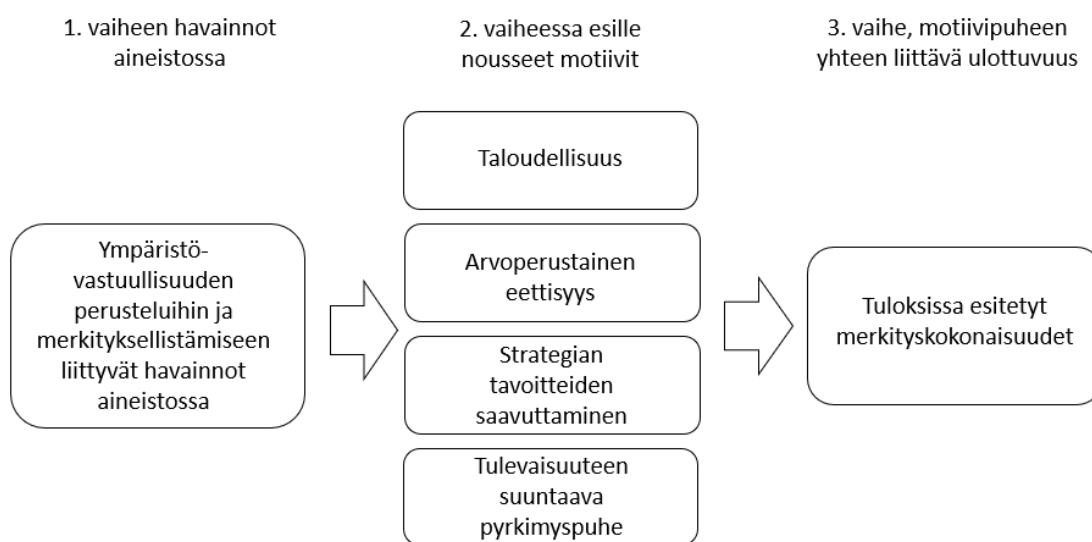 1. vaiheen havainnot
aineistossa
2. vaiheessa esille
nousseet motiivit
3. vaihe, motiivipuheen
yhteen liittävä ulottuvuus
Ympäristö-
vastuullisuuden
perusteluihin ja
merkityksellistämiseen
liittyvät havainnot
aineistossa
Taloudellisuus
Arvoperustainen
eettisyys
Strategian
tavoitteiden
saavuttaminen
Tulevaisuuteen
suuntaava
pyrkimyspuhe
Tuloksissa esitetyt
merkityskokonaisuudet